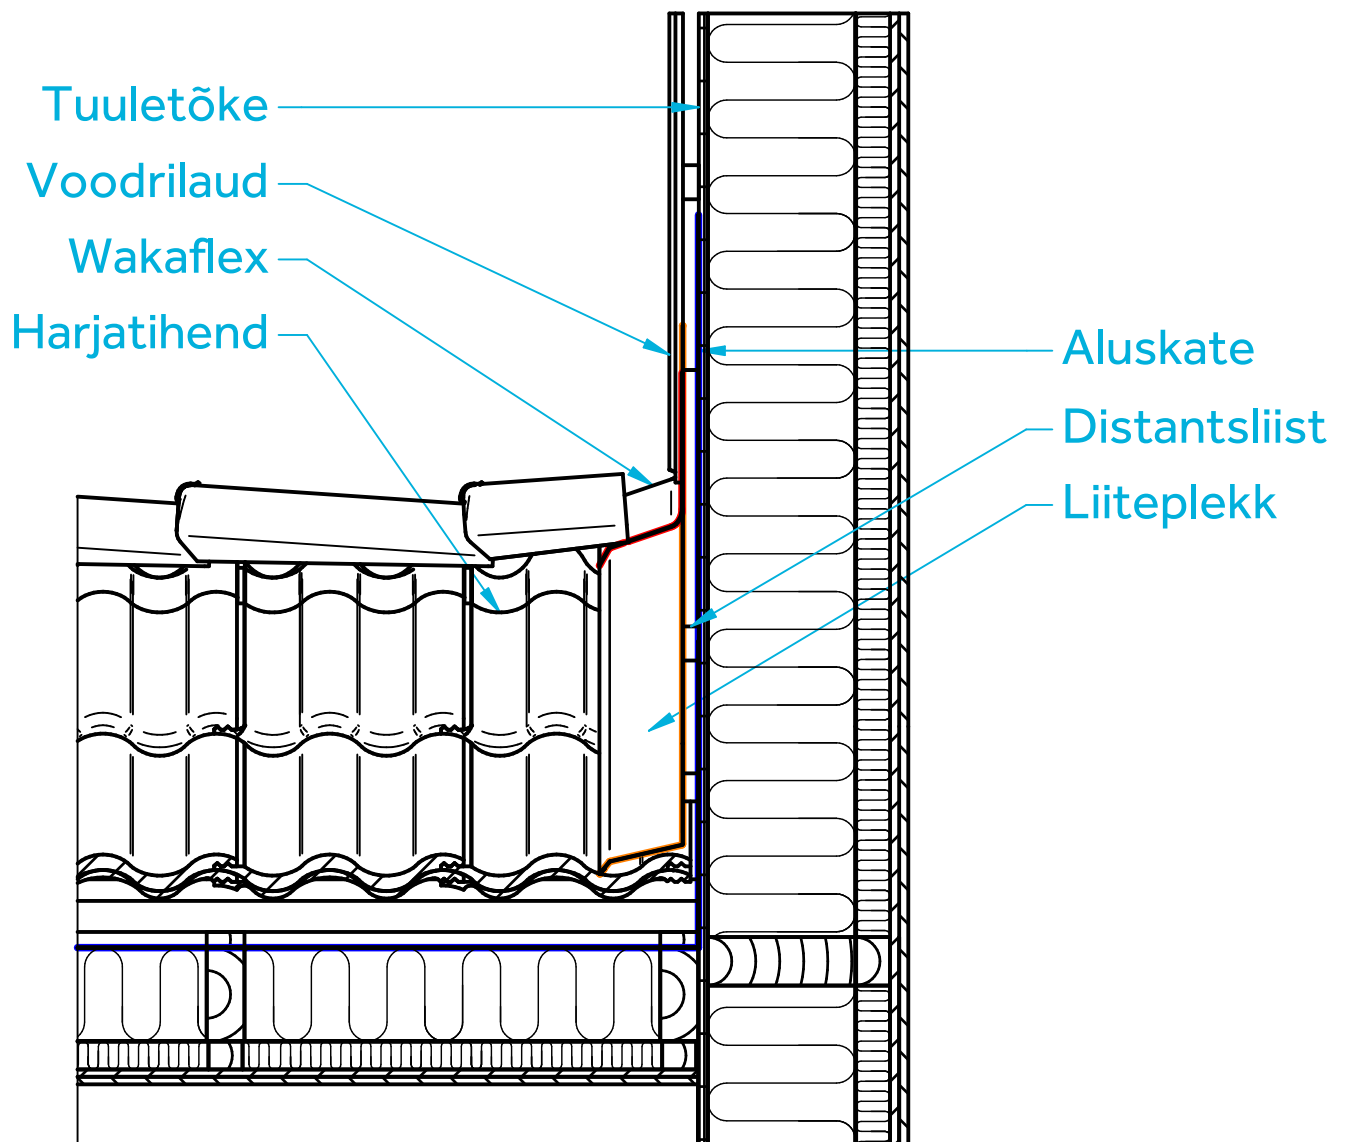 Tuuletõke
Voodrilaud
Wakaflex
Harjatihend
Aluskate
Distantsliist
Liiteplekk